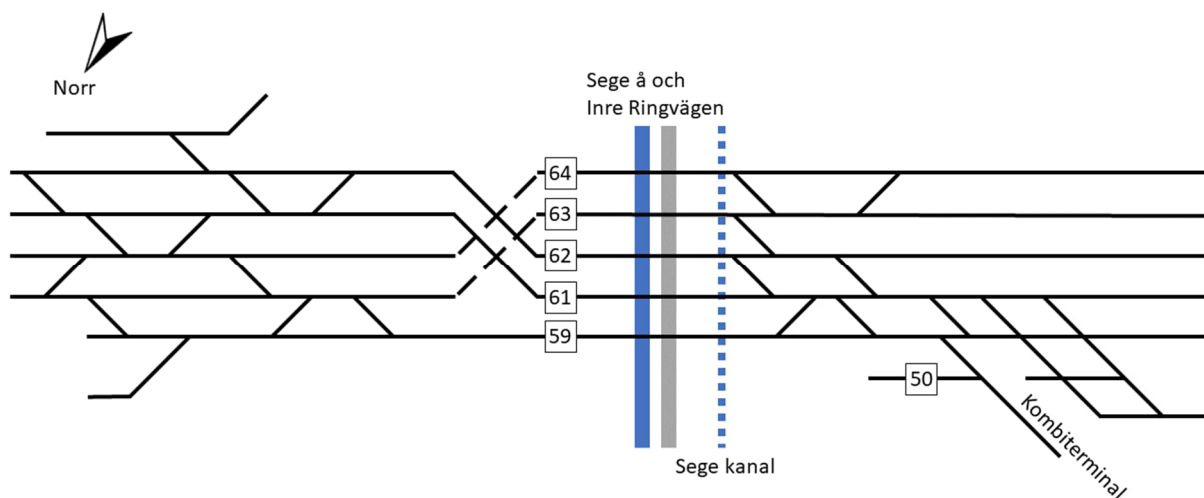 Norr
Sege å och
Inre Ringvägen
64
63
62
61
59
50
Kombiterminal
Sege kanal